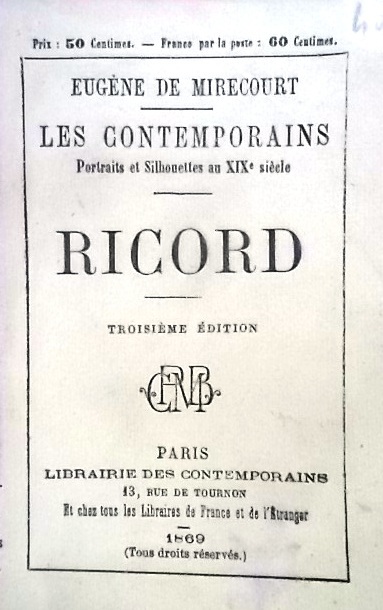 Prix : 50 Centimes. — Franco par la poste : 60 Centimes.
EUGÈNE DE MIRECOURT
LES CONTEMPORAINS
Portraits et Silhouettes au XIXe siècle
RICORD
TROISIÈME ÉDITION
PARIS
LIBRAIRIE DES CONTEMPORAINS
13, RUE DE TOURNON
Et chez tous les Libraires de France et de l'Étranger
1869
(Tous droits réservés.)